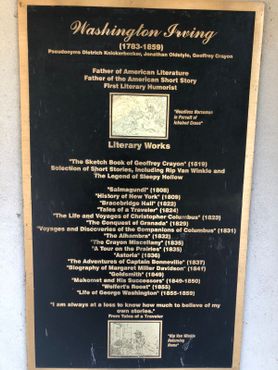 Washington Irving
(1783-1859)
Pseudonyms Dietrich Knickerbocker, Jonathan Oldstyle, Geoffrey Crayon
Father of American Literature
Father of the American Short Story
First Literary Humorist
"Headless Horseman
in Pursuit of
Ichabod Crane"
Literary Works
"The Sketch Book of Geoffrey Crayon" (1819)
Selection of Short Stories, Including Rip Van Winkle and
The Legend of Sleepy Hollow
"Salmagundi" (1808)
"History of New York" (1809)
"Bracebridge Hall" (1822)
"Tales of a Traveler" (1824)
"The Life and Voyages of Christopher Columbus" (1828)
"The Conquest of Granada" (1829)
"Voyages and Discoveries of the Companions of Columbus" (1831)
"The Alhambra" (1832)
"The Crayon Miscellany" (1835)
"A Tour on the Prairies" (1835)
"Astoria" (1836)
"The Adventures of Captain Bonneville" (1837)
"Biography of Margaret Miller Davidson" (1841)
"Goldsmith" (1849)
"Mahomet and His Successors" (1849-1850)
"Wolfert's Roost" (1855)
"Life of George Washington" (1855-1859)
"I am always at a loss to know how much to believe of my
own stories."
From Tales of a Traveler
"Rip Van Winkle
Returning
Home"